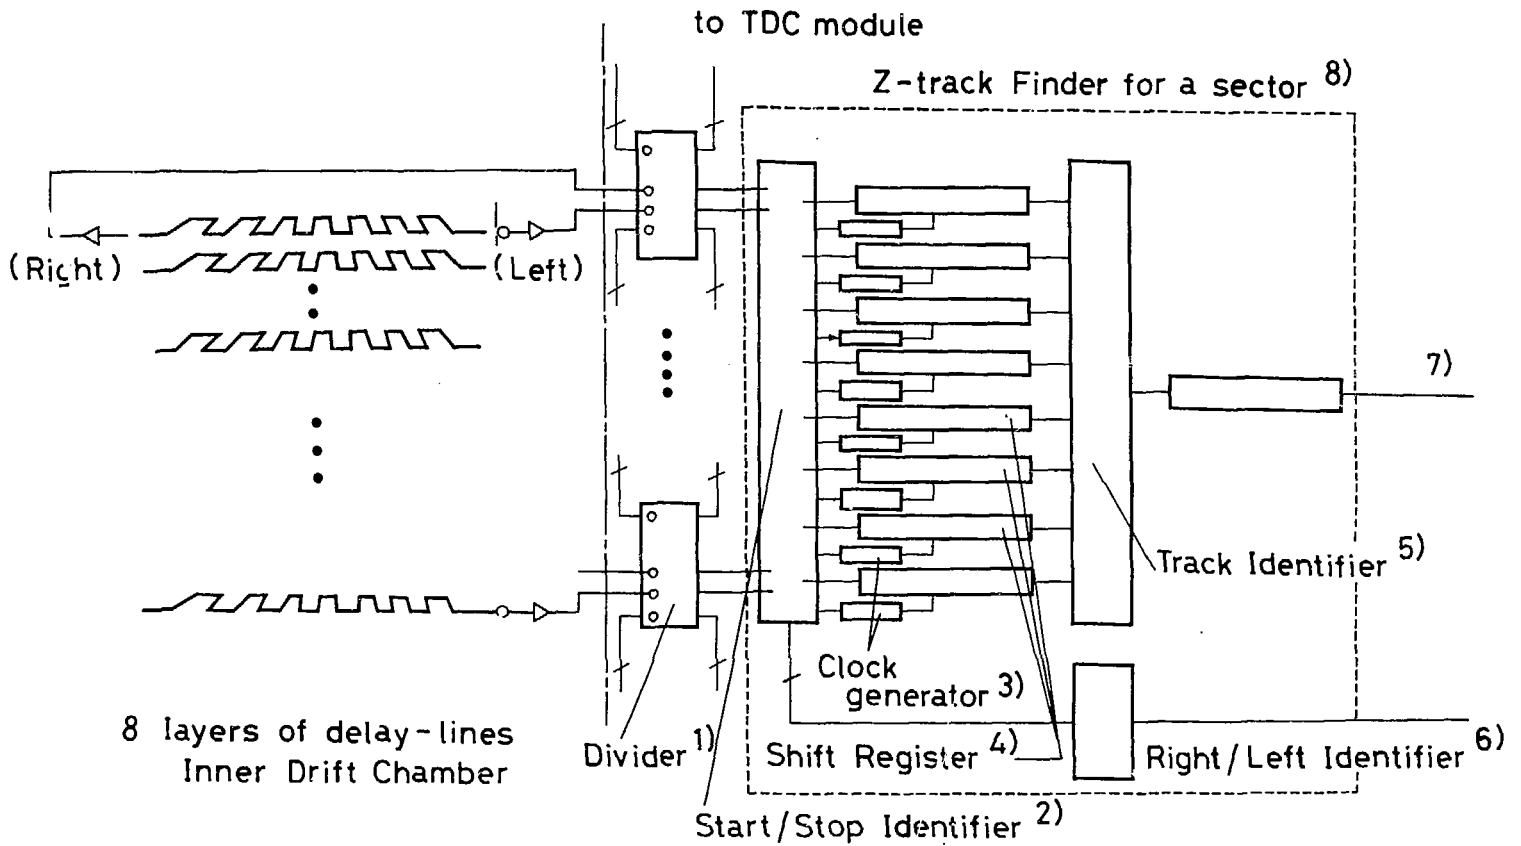 to TDC module
Z-track Finder for a sector 8)
(Right)
(Left)
7)
Track Identifier 5)
Clock
generator 3)
8 layers of delay-lines
Inner Drift Chamber
Divider 1)
Shift Register 4)
Right/Left Identifier 6)
Start/Stop Identifier 2)